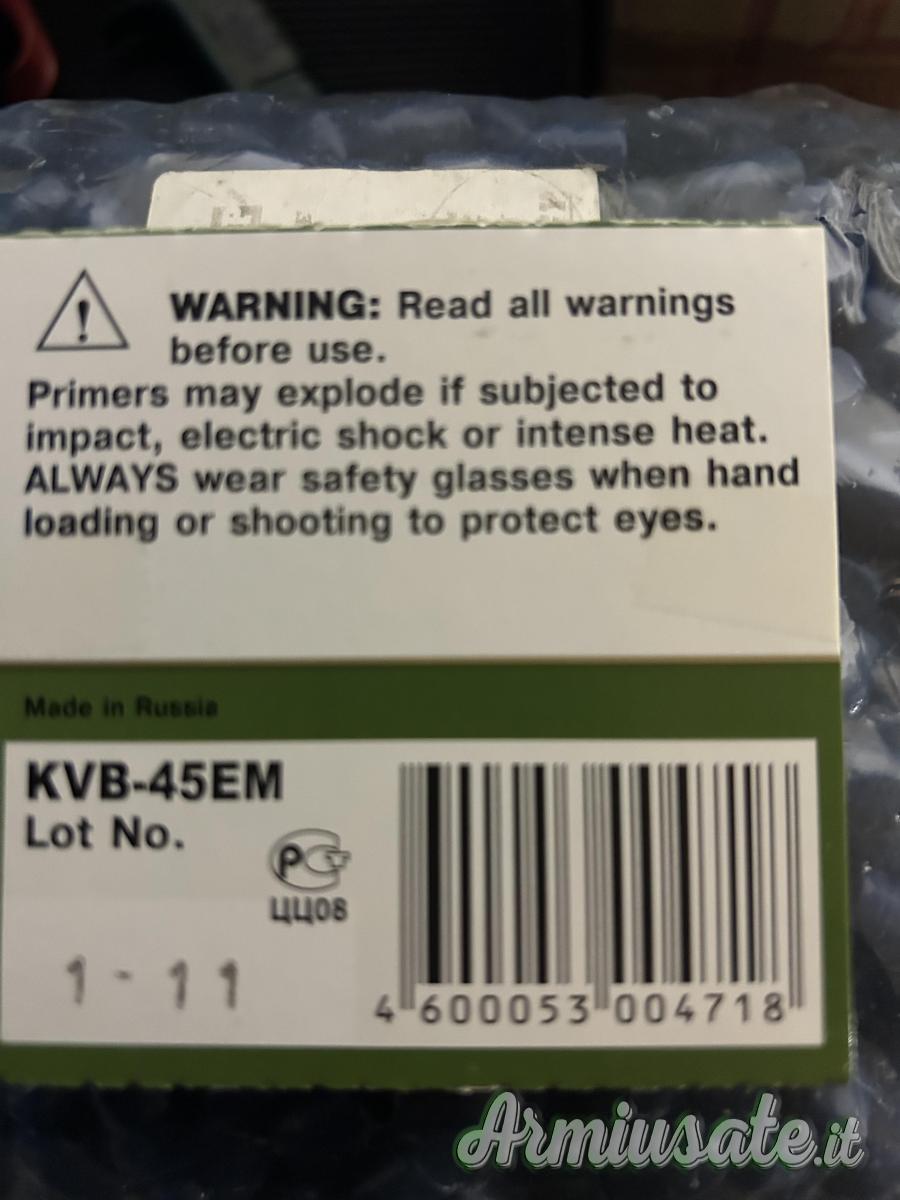 WARNING: Read all warnings
before use.
Primers may explode if subjected to
impact, electric shock or intense heat.
ALWAYS wear safety glasses when hand
loading or shooting to protect eyes.
Made in Russia
KVB-45EM
Lot No.
РСТ
ЦЦ08
1 - 11
4 600053 004718
Armiusate.it